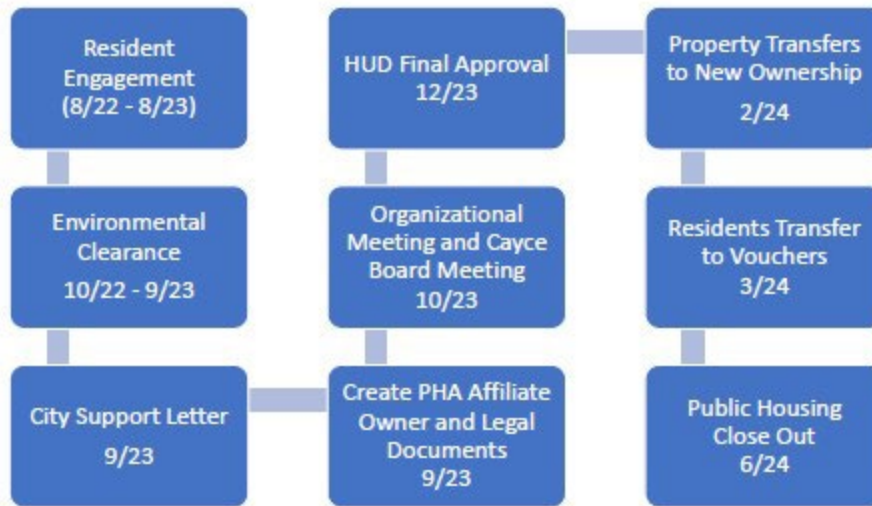 Resident
Engagement
(8/22 - 8/23)
Environmental
Clearance
10/22 - 9/23
City Support Letter
9/23
Create PHA Affiliate
Owner and Legal
Documents
9/23
Organizational
Meeting and Cayce
Board Meeting
10/23
HUD Final Approval
12/23
Property Transfers
to New Ownership
2/24
Residents Transfer
to Vouchers
3/24
Public Housing
Close Out
6/24